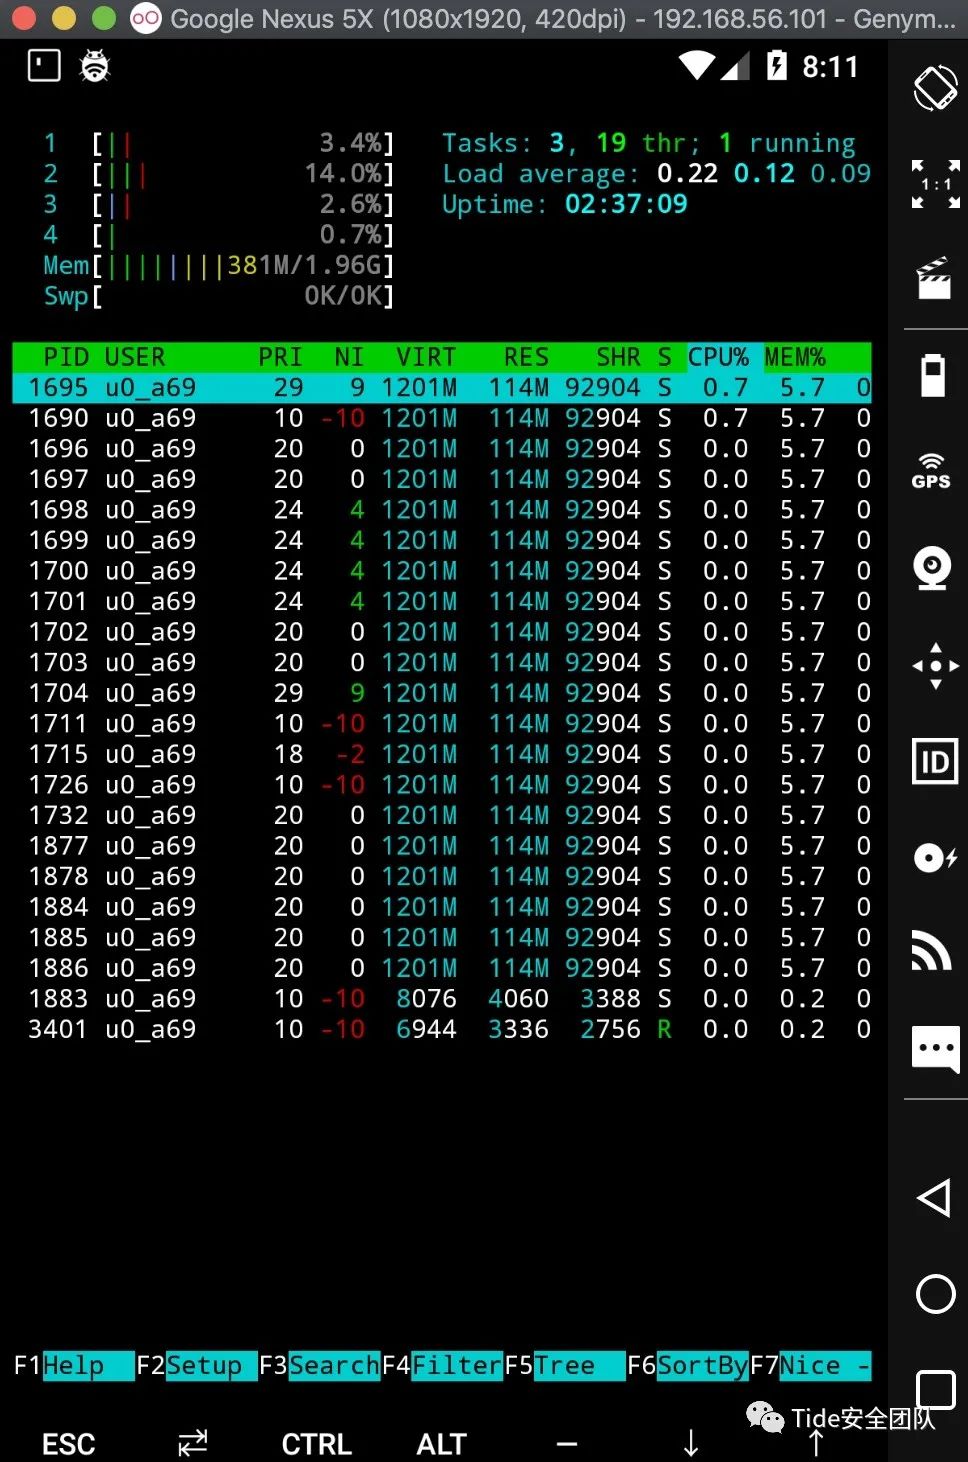 Google Nexus 5X (1080x1920, 420dpi) - 192.168.56.101 - Genym...
8:11
1 [||| 3.4%] Tasks: 3, 19 thr; 1 running
2 [||| 14.0%] Load average: 0.22 0.12 0.09
3 [|| 2.6%] Uptime: 02:37:09
4 [| 0.7%]
Mem[||||||||381M/1.96G]
Swp[ 0K/0K]
PID USER PRI NI VIRT RES SHR S CPU% MEM%
1695 u0_a69 29 9 1201M 114M 92904 S 0.7 5.7 0
1690 u0_a69 10 -10 1201M 114M 92904 S 0.7 5.7 0
1696 u0_a69 20 0 1201M 114M 92904 S 0.0 5.7 0
1697 u0_a69 20 0 1201M 114M 92904 S 0.0 5.7 0
1698 u0_a69 24 4 1201M 114M 92904 S 0.0 5.7 0
1699 u0_a69 24 4 1201M 114M 92904 S 0.0 5.7 0
1700 u0_a69 24 4 1201M 114M 92904 S 0.0 5.7 0
1701 u0_a69 24 4 1201M 114M 92904 S 0.0 5.7 0
1702 u0_a69 20 0 1201M 114M 92904 S 0.0 5.7 0
1703 u0_a69 20 0 1201M 114M 92904 S 0.0 5.7 0
1704 u0_a69 29 9 1201M 114M 92904 S 0.0 5.7 0
1711 u0_a69 10 -10 1201M 114M 92904 S 0.0 5.7 0
1715 u0_a69 18 -2 1201M 114M 92904 S 0.0 5.7 0
1726 u0_a69 10 -10 1201M 114M 92904 S 0.0 5.7 0
1732 u0_a69 20 0 1201M 114M 92904 S 0.0 5.7 0
1877 u0_a69 20 0 1201M 114M 92904 S 0.0 5.7 0
1878 u0_a69 20 0 1201M 114M 92904 S 0.0 5.7 0
1884 u0_a69 20 0 1201M 114M 92904 S 0.0 5.7 0
1885 u0_a69 20 0 1201M 114M 92904 S 0.0 5.7 0
1886 u0_a69 20 0 1201M 114M 92904 S 0.0 5.7 0
1883 u0_a69 10 -10 8076 4060 3388 S 0.0 0.2 0
3401 u0_a69 10 -10 6944 3336 2756 R 0.0 0.2 0
F1Help F2Setup F3SearchF4FilterF5Tree F6SortByF7Nice -
ESC ⇄ CTRL ALT — ↓ ↑
1:1
GPS
ID
Tide安全团队